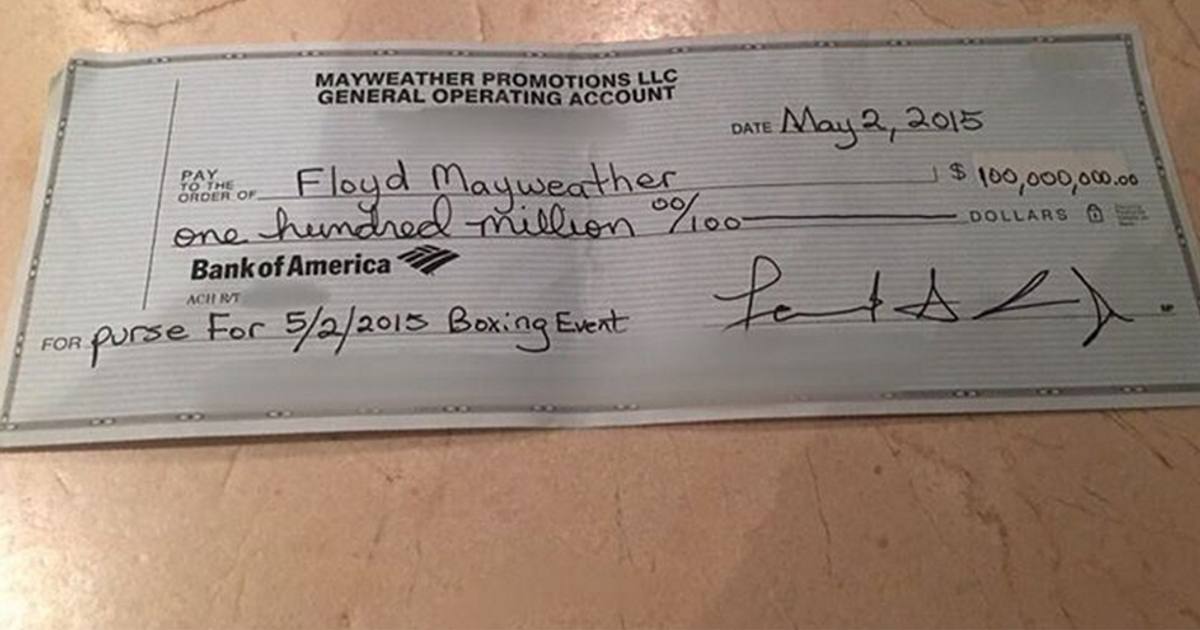 MAYWEATHER PROMOTIONS LLC
GENERAL OPERATING ACCOUNT
DATE May 2, 2015
PAY
TO THE
ORDER OF Floyd Mayweather $ 100,000,000.00
one hundred million 00/100 DOLLARS
Bank of America
ACH R/T
FOR purse For 5/2/2015 Boxing Event
MP